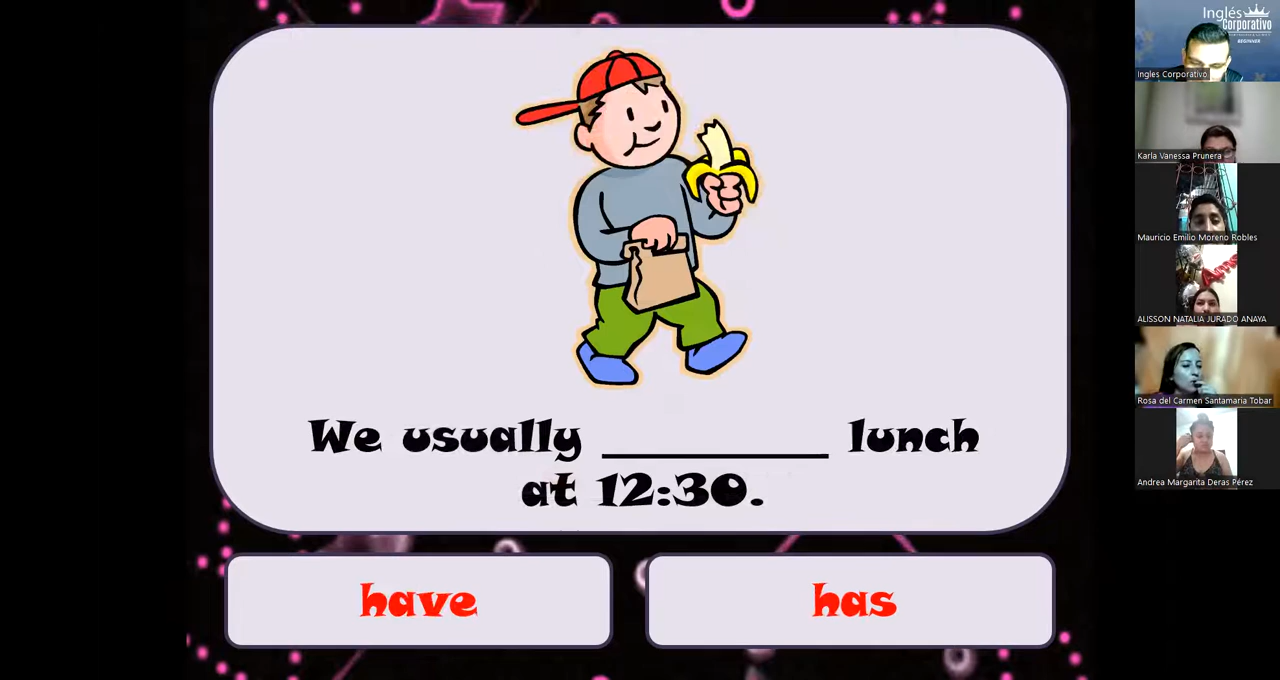 We usually __________ lunch
at 12:30.
have
has
Inglés
Corporativo
BEGINNER
Ingles Corporativo
Karla Vanessa Prunera
Mauricio Emilio Moreno Robles
ALISSON NATALIA JURADO ANAYA
Rosa del Carmen Santamaria Tobar
Andrea Margarita Deras Pérez